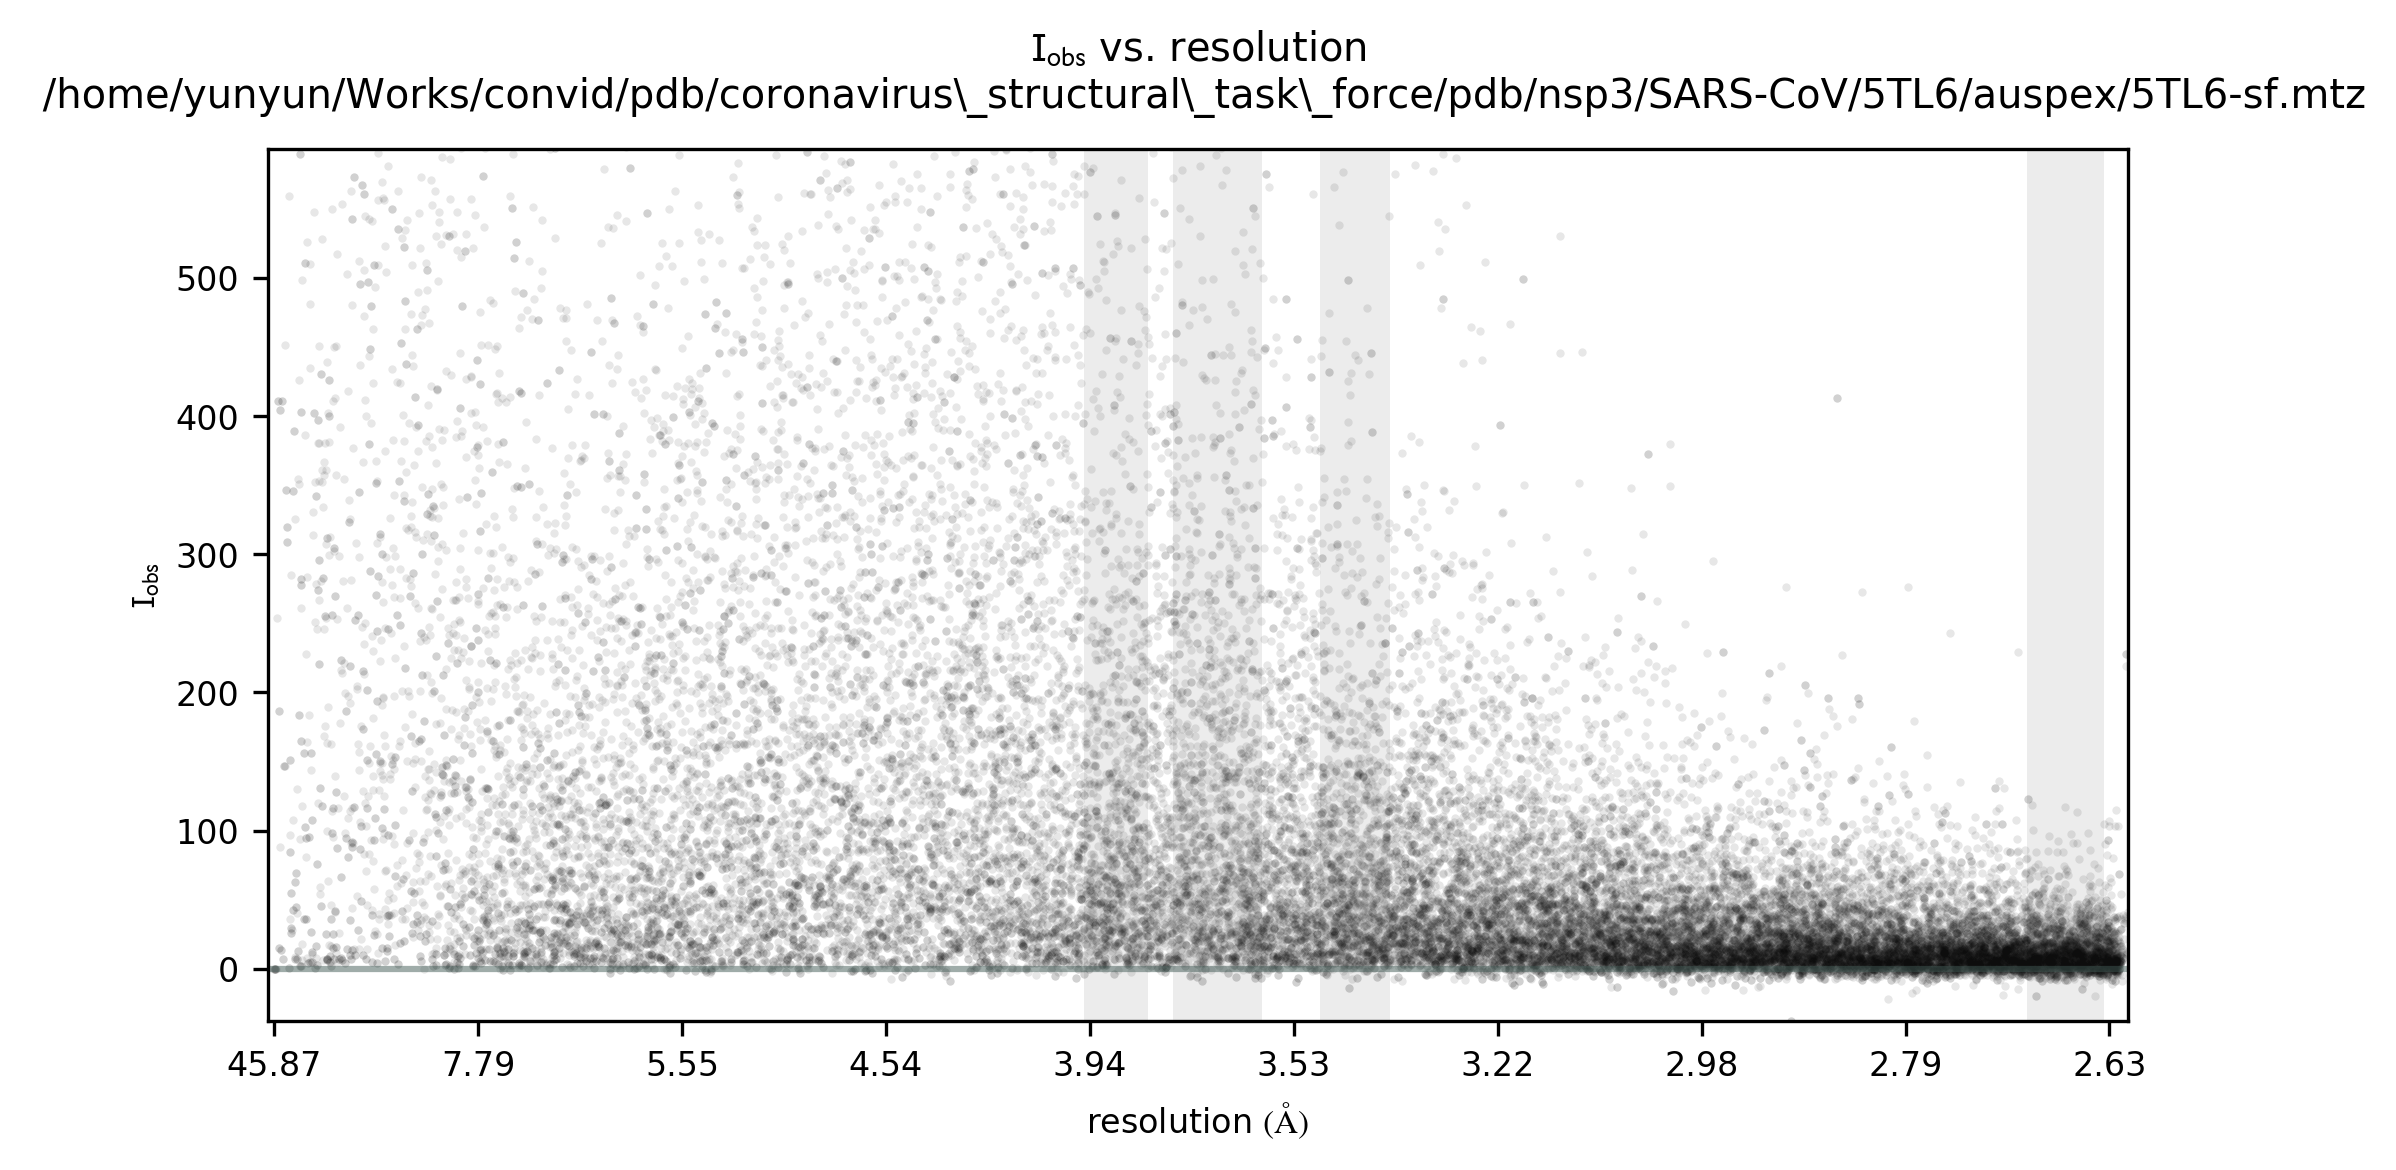 I_obs vs. resolution
/home/yunyun/Works/convid/pdb/coronavirus\_structural\_task\_force/pdb/nsp3/SARS-CoV/5TL6/auspex/5TL6-sf.mtz
I_obs
500
400
300
200
100
0
45.87 7.79 5.55 4.54 3.94 3.53 3.22 2.98 2.79 2.63
resolution (Å)